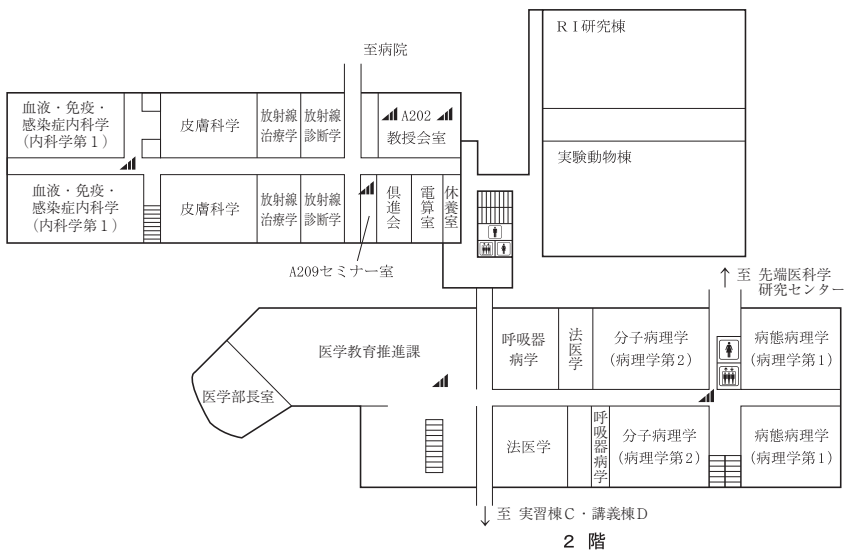 ＲＩ研究棟
至病院
血液・免疫・
感染症内科学
(内科学第１)
皮膚科学
放射線
治療学
放射線
診断学
A202
教授会室
実験動物棟
血液・免疫・
感染症内科学
(内科学第１)
皮膚科学
放射線
治療学
放射線
診断学
倶進会
電算室
休養室
A209セミナー室
至 先端医科学
研究センター
医学教育推進課
呼吸器
病学
法医学
分子病理学
(病理学第２)
病態病理学
(病理学第１)
医学部長室
法医学
呼吸器病学
分子病理学
(病理学第２)
病態病理学
(病理学第１)
至 実習棟Ｃ・講義棟Ｄ
２ 階